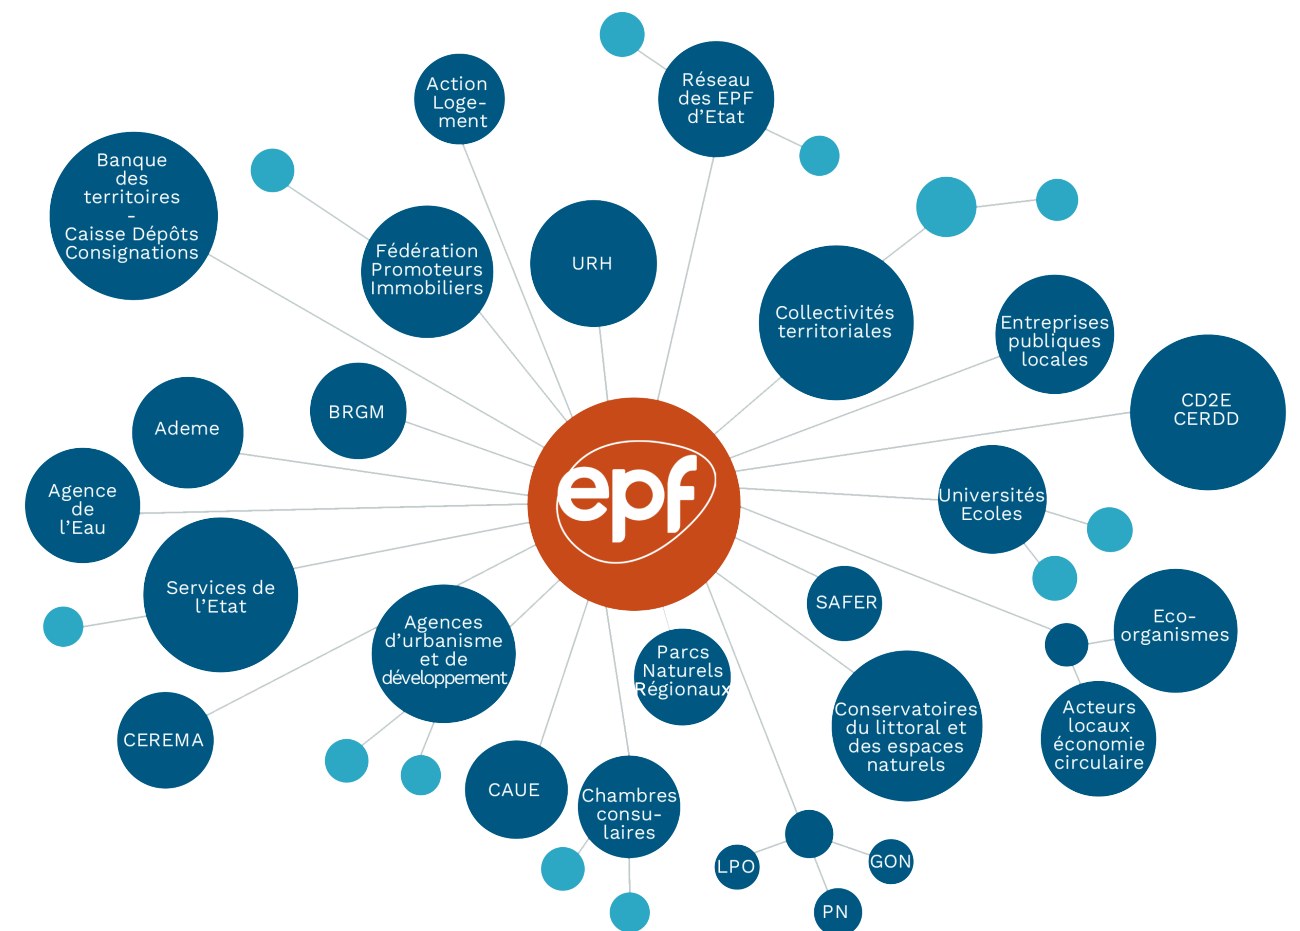 Action
Loge-
ment
Réseau
des EPF
d'Etat
Banque
des
territoires
-
Caisse Dépôts
Consignations
Fédération
Promoteurs
Immobiliers
URH
Collectivités
territoriales
Entreprises
publiques
locales
CD2E
CERDD
BRGM
Ademe
Agence
de
l'Eau
epf
Universités
Ecoles
Services de
l'Etat
SAFER
Eco-
organismes
Agences
d'urbanisme
et de
développement
Parcs
Naturels
Régionaux
Conservatoires
du littoral et
des espaces
naturels
Acteurs
locaux
économie
circulaire
CEREMA
CAUE
Chambres
consu-
laires
LPO
GON
PN